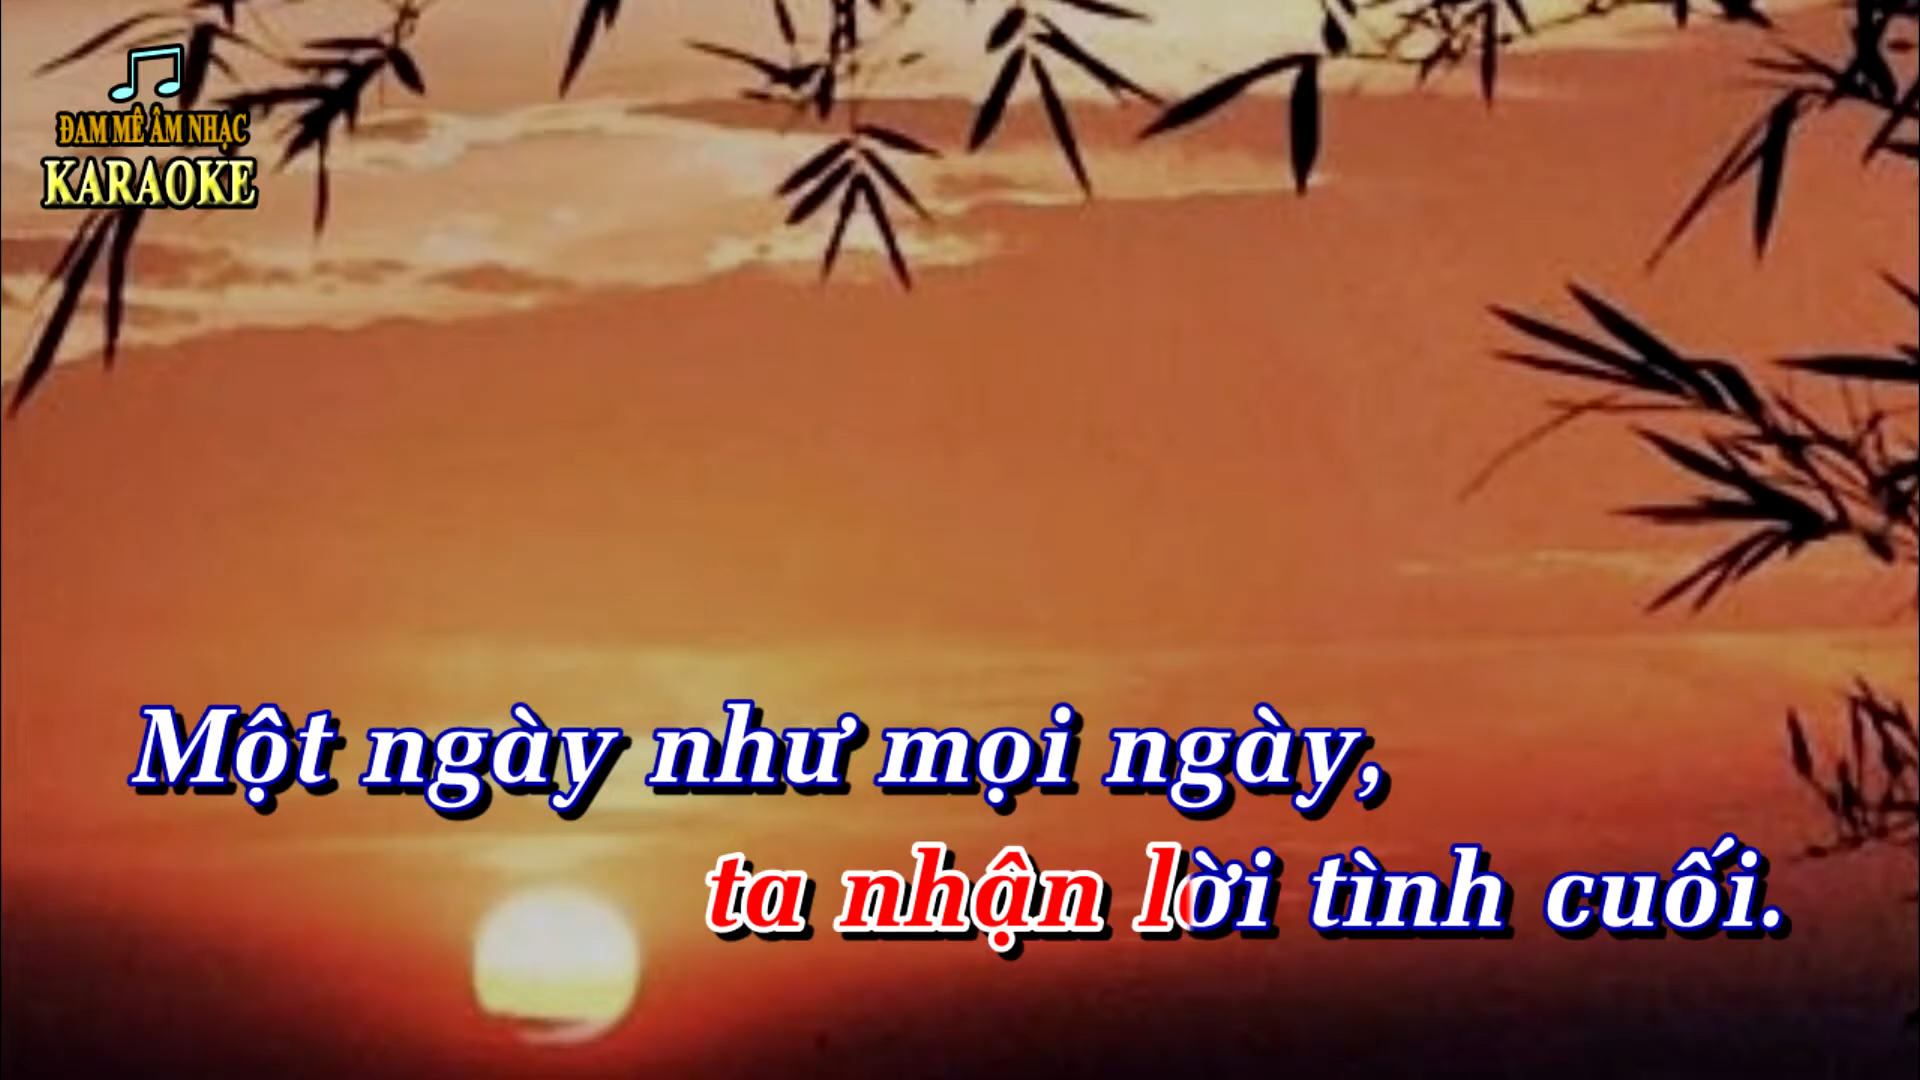 ĐAM MÊ ÂM NHẠC
KARAOKE
Một ngày như mọi ngày,
ta nhận lời tình cuối.